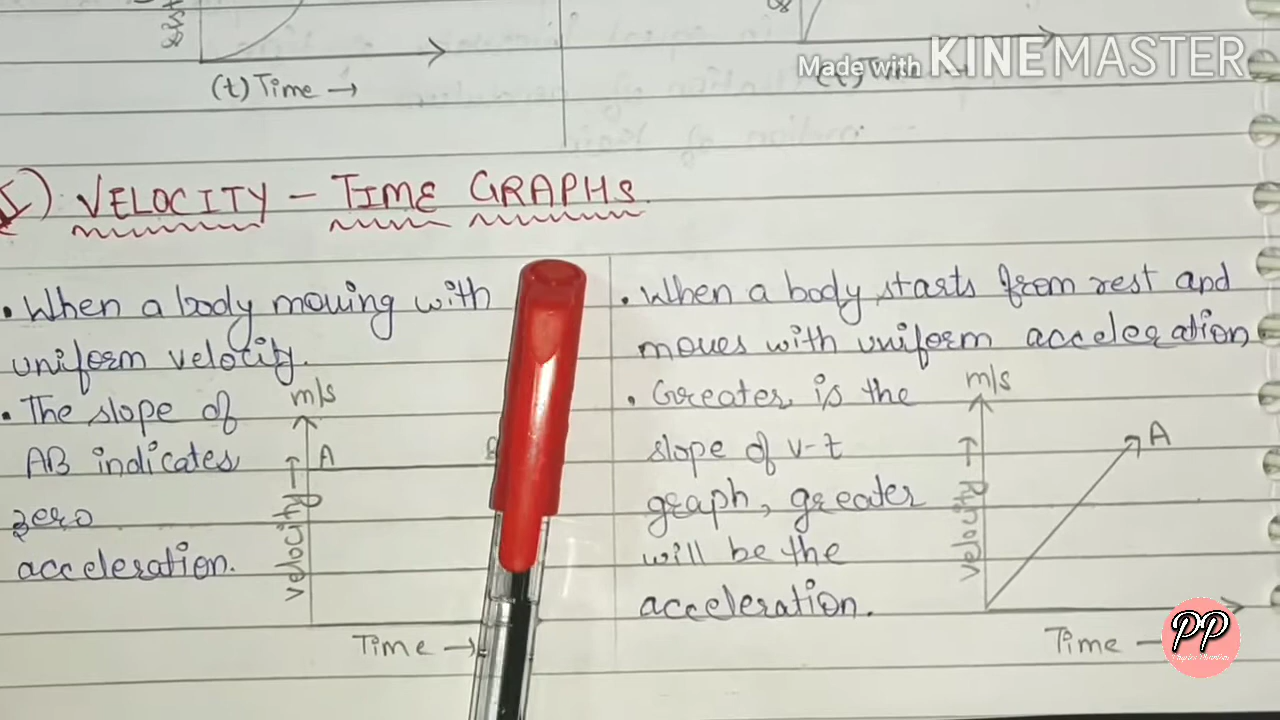 (t) Time →
(t) Time →
Made with KINEMASTER
I) VELOCITY - TIME GRAPHS.
• When a body moving with
uniform velocity.
• The slope of
AB indicates
zero
acceleration.
m/s
A
velocity →
Time →
• When a body starts from rest and
moves with uniform acceleration
• Greater is the
slope of v-t
graph, greater
will be the
acceleration.
m/s
A
velocity →
Time →
PP